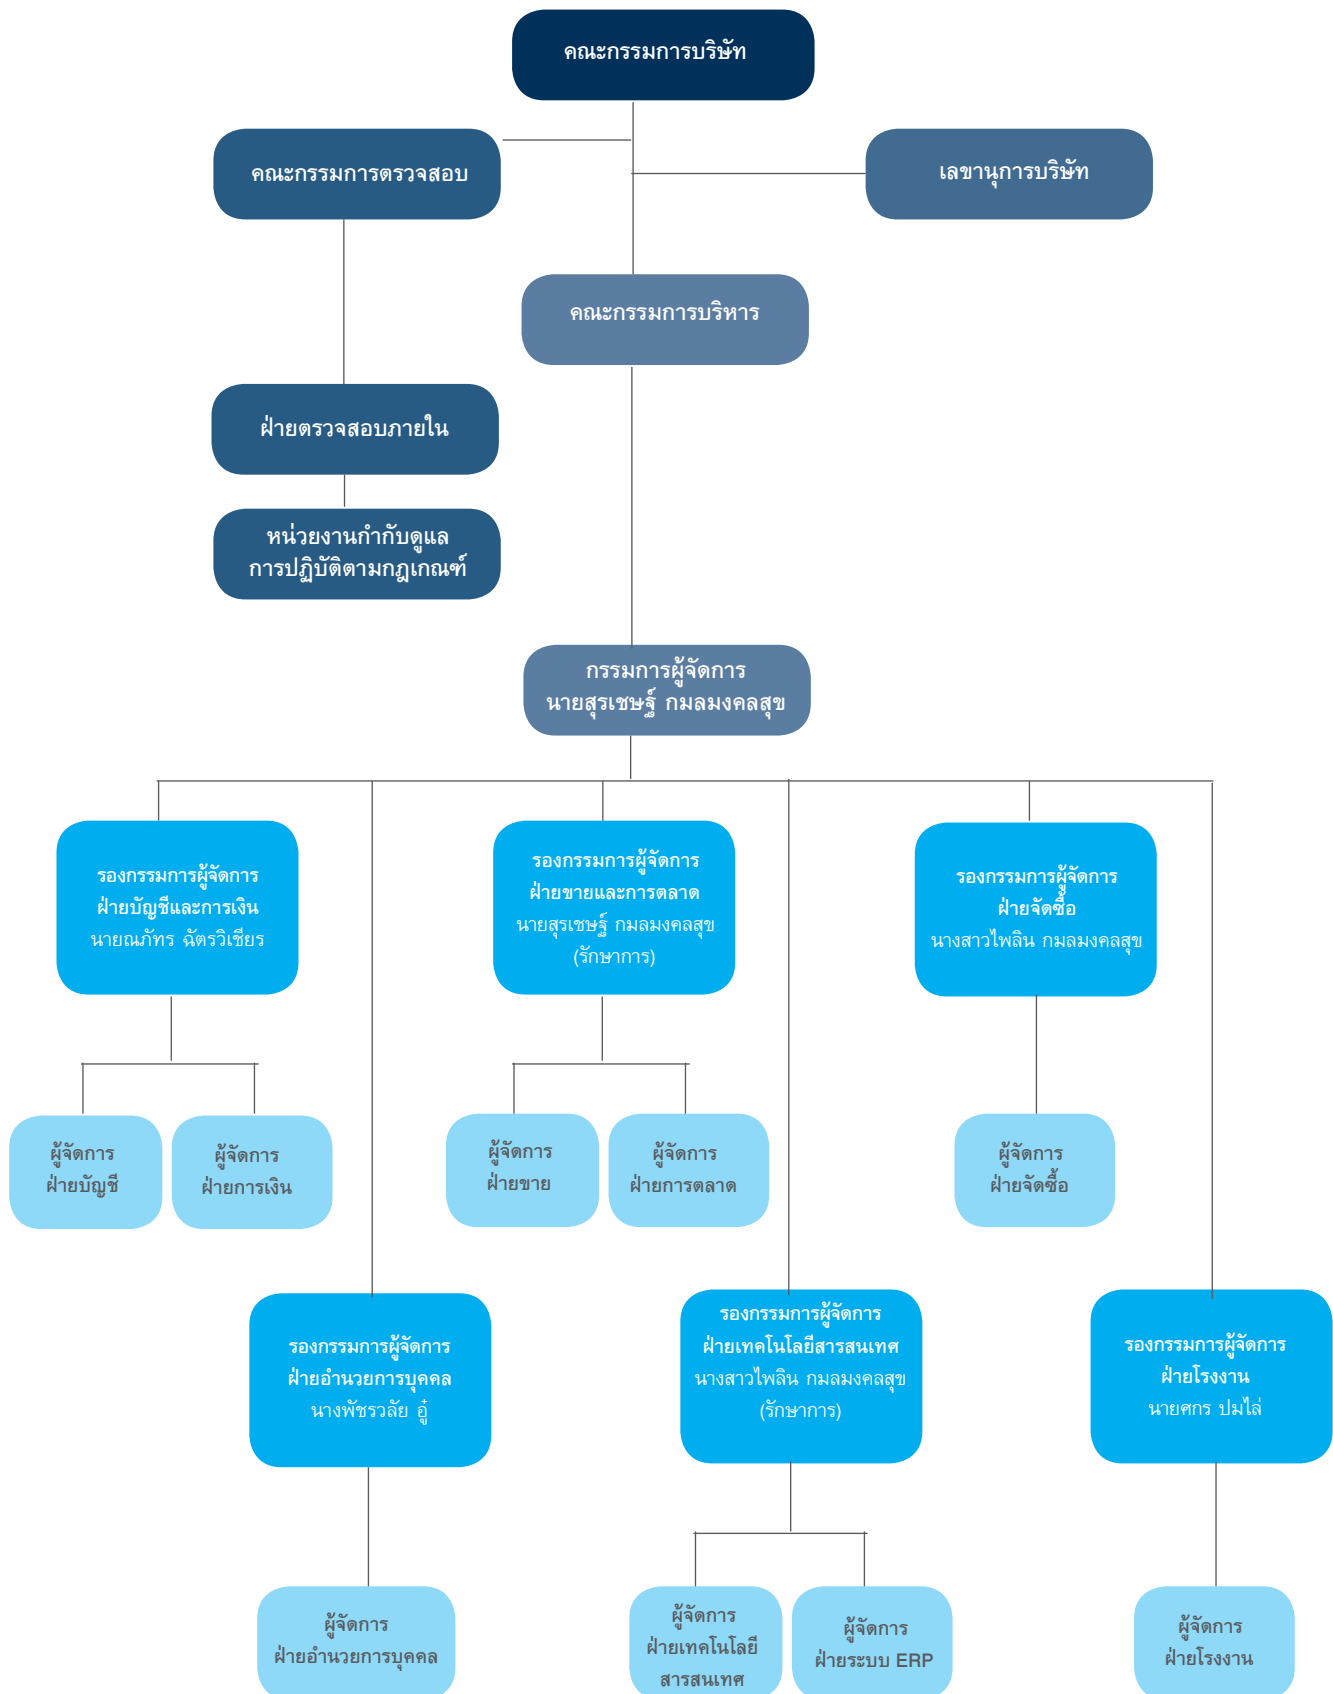 คณะกรรมการบริษัท
คณะกรรมการตรวจสอบ
เลขานุการบริษัท
คณะกรรมการบริหาร
ฝ่ายตรวจสอบภายใน
หน่วยงานกำกับดูแล
การปฏิบัติตามกฎเกณฑ์
กรรมการผู้จัดการ
นายสุรเชษฐ์ กมลมงคลสุข
รองกรรมการผู้จัดการ
ฝ่ายบัญชีและการเงิน
นายณภัทร ฉัตรวิเชียร
รองกรรมการผู้จัดการ
ฝ่ายขายและการตลาด
นายสุรเชษฐ์ กมลมงคลสุข
(รักษาการ)
รองกรรมการผู้จัดการ
ฝ่ายจัดซื้อ
นางสาวไพลิน กมลมงคลสุข
ผู้จัดการ
ฝ่ายบัญชี
ผู้จัดการ
ฝ่ายการเงิน
ผู้จัดการ
ฝ่ายขาย
ผู้จัดการ
ฝ่ายการตลาด
ผู้จัดการ
ฝ่ายจัดซื้อ
รองกรรมการผู้จัดการ
ฝ่ายอำนวยการบุคคล
นางพัชรวลัย อู๋
รองกรรมการผู้จัดการ
ฝ่ายเทคโนโลยีสารสนเทศ
นางสาวไพลิน กมลมงคลสุข
(รักษาการ)
รองกรรมการผู้จัดการ
ฝ่ายโรงงาน
นายศกร ปมไล่
ผู้จัดการ
ฝ่ายอำนวยการบุคคล
ผู้จัดการ
ฝ่ายเทคโนโลยี
สารสนเทศ
ผู้จัดการ
ฝ่ายระบบ ERP
ผู้จัดการ
ฝ่ายโรงงาน